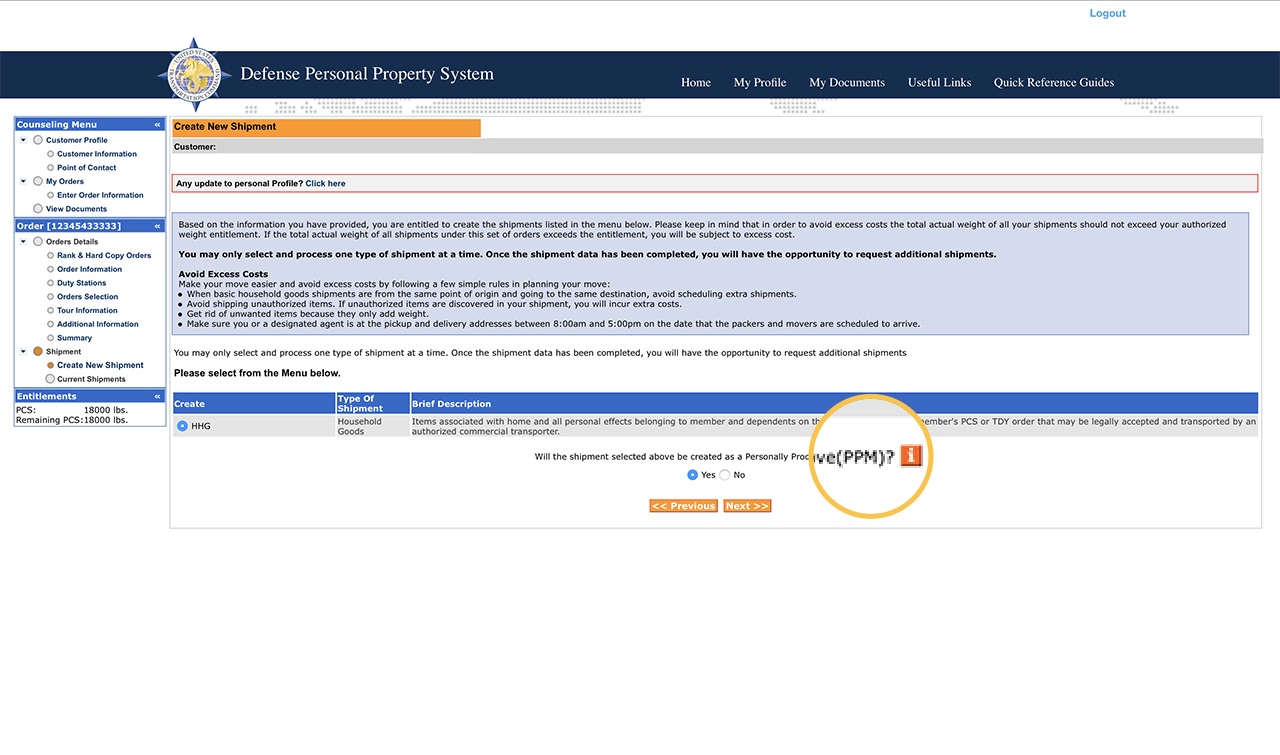 Logout
Defense Personal Property System
Home My Profile My Documents Useful Links Quick Reference Guides
Counseling Menu «
Customer Profile
Customer Information
Point of Contact
My Orders
Enter Order Information
View Documents
Order [12345433333] «
Orders Details
Rank & Hard Copy Orders
Order Information
Duty Stations
Orders Selection
Tour Information
Additional Information
Summary
Shipment
Create New Shipment
Current Shipments
Entitlements «
PCS: 18000 lbs.
Remaining PCS:18000 lbs.
Create New Shipment
Customer:
Any update to personal Profile? Click here
Based on the information you have provided, you are entitled to create the shipments listed in the menu below. Please keep in mind that in order to avoid excess costs the total actual weight of all your shipments should not exceed your authorized
weight entitlement. If the total actual weight of all shipments under this set of orders exceeds the entitlement, you will be subject to excess cost.
You may only select and process one type of shipment at a time. Once the shipment data has been completed, you will have the opportunity to request additional shipments.
Avoid Excess Costs
Make your move easier and avoid excess costs by following a few simple rules in planning your move:
• When basic household goods shipments are from the same point of origin and going to the same destination, avoid scheduling extra shipments.
• Avoid shipping unauthorized items. If unauthorized items are discovered in your shipment, you will incur extra costs.
• Get rid of unwanted items because they only add weight.
• Make sure you or a designated agent is at the pickup and delivery addresses between 8:00am and 5:00pm on the date that the packers and movers are scheduled to arrive.
You may only select and process one type of shipment at a time. Once the shipment data has been completed, you will have the opportunity to request additional shipments
Please select from the Menu below.
Create Type Of Shipment Brief Description
HHG Household Goods Items associated with home and all personal effects belonging to member and dependents on th ember's PCS or TDY order that may be legally accepted and transported by an
authorized commercial transporter.
Will the shipment selected above be created as a Personally Proc ve(PPM)? i
Yes No
<< Previous Next >>